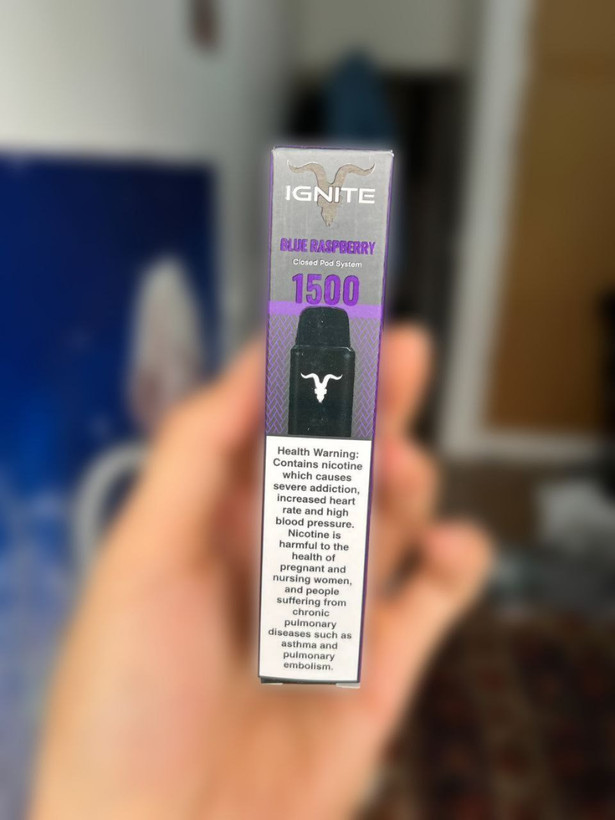 IGNITE
BLUE RASPBERRY
Closed Pod System
1500
Health Warning:
Contains nicotine
which causes
severe addiction,
increased heart
rate and high
blood pressure.
Nicotine is
harmful to the
health of
pregnant and
nursing women,
and people
suffering from
chronic
pulmonary
diseases such as
asthma and
pulmonary
embolism.